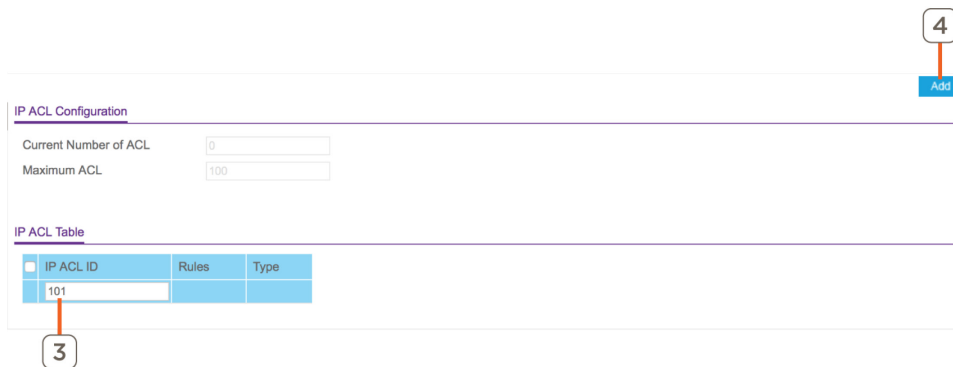 4
Add
IP ACL Configuration
Current Number of ACL 0
Maximum ACL 100
IP ACL Table
IP ACL ID Rules Type
101
3